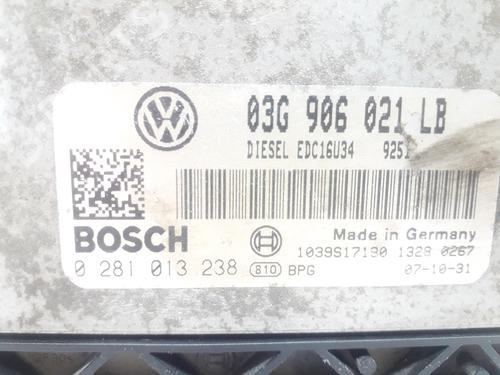 03G 906 021 LB
DIESEL EDC16U34 9251
BOSCH
Made in Germany
1039S17190 1328 0267
0 281 013 238 810 BPG 07-10-31